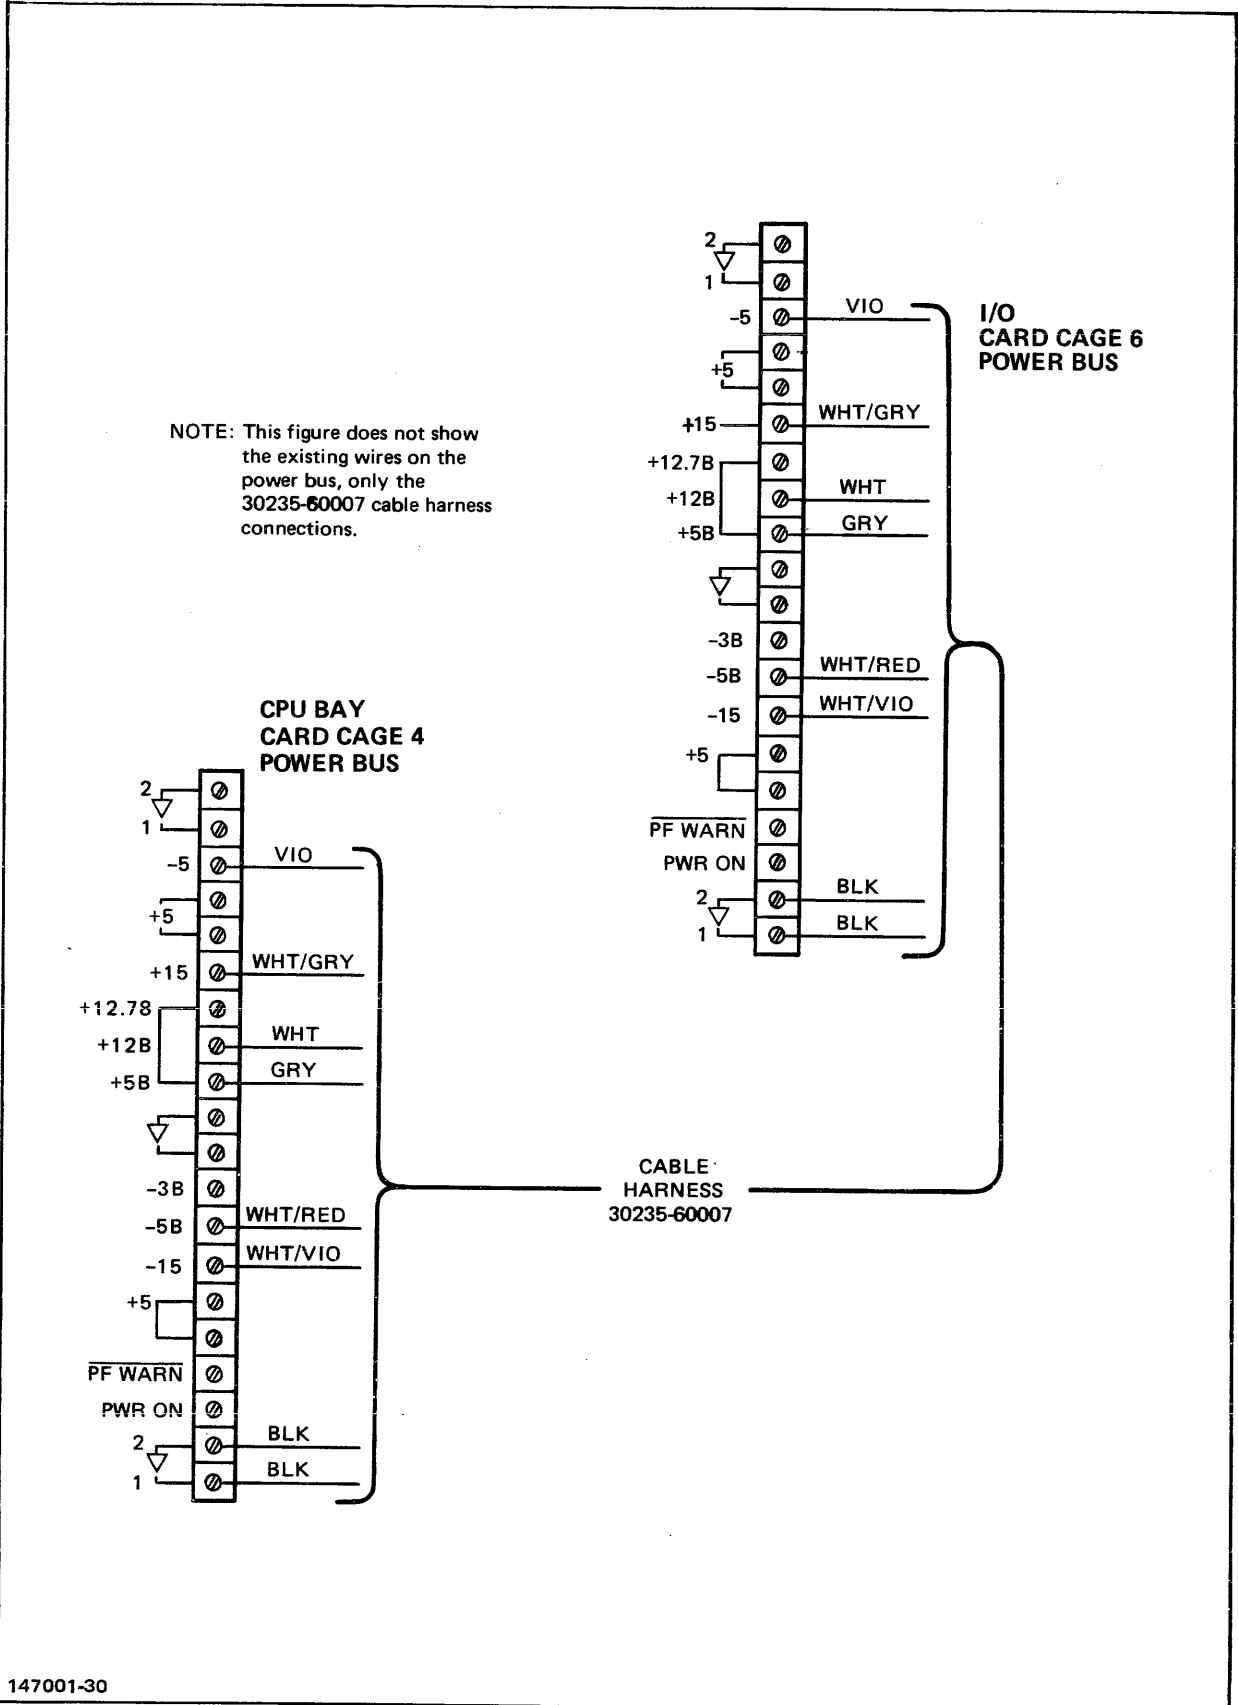 2
1
-5
VIO
+5
+15
WHT/GRY
+12.7B
+12B
WHT
+5B
GRY
-3B
-5B
WHT/RED
-15
WHT/VIO
+5
PF WARN
PWR ON
2
BLK
1
BLK
I/O
CARD CAGE 6
POWER BUS
NOTE: This figure does not show
the existing wires on the
power bus, only the
30235-60007 cable harness
connections.
CPU BAY
CARD CAGE 4
POWER BUS
2
1
-5
VIO
+5
+15
WHT/GRY
+12.78
+12B
WHT
+5B
GRY
-3B
-5B
WHT/RED
-15
WHT/VIO
+5
PF WARN
PWR ON
2
BLK
1
BLK
CABLE
HARNESS
30235-60007
147001-30